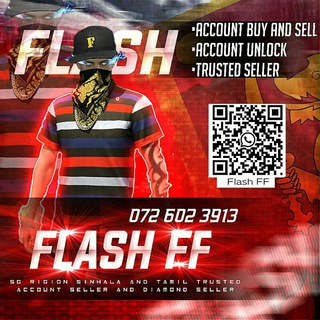 FLASH
•ACCOUNT BUY AND SELL
•ACCOUNT UNLOCK
•TRUSTED SELLER
F
Flash FF
072 602 3913
FLASH FF
SG RIGION SINHALA AND TAMIL TRUSTED
ACCOUNT SELLER AND DIAMOND SELLER